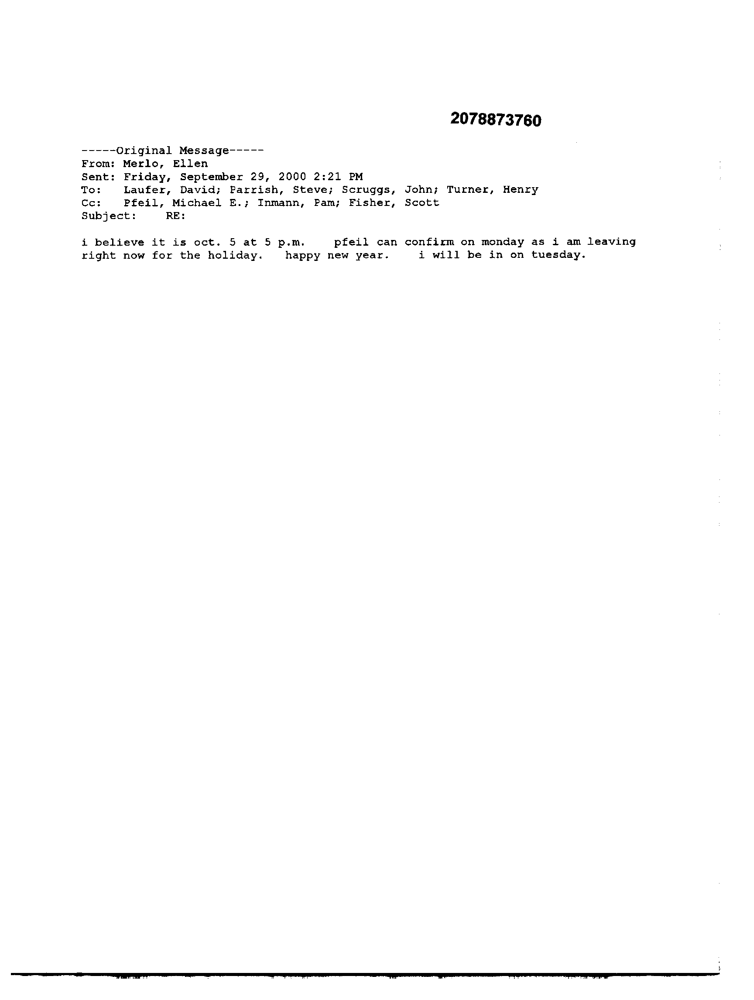 2078873760
-----Original Message-----
From: Merlo, Ellen
Sent: Friday, September 29, 2000 2:21 PM
To: Laufer, David; Parrish, Steve; Scruggs, John; Turner, Henry
Cc: Pfeil, Michael E.; Inmann, Pam; Fisher, Scott
Subject: RE:
i believe it is oct. 5 at 5 p.m. pfeil can confirm on monday as i am leaving
right now for the holiday. happy new year. i will be in on tuesday.